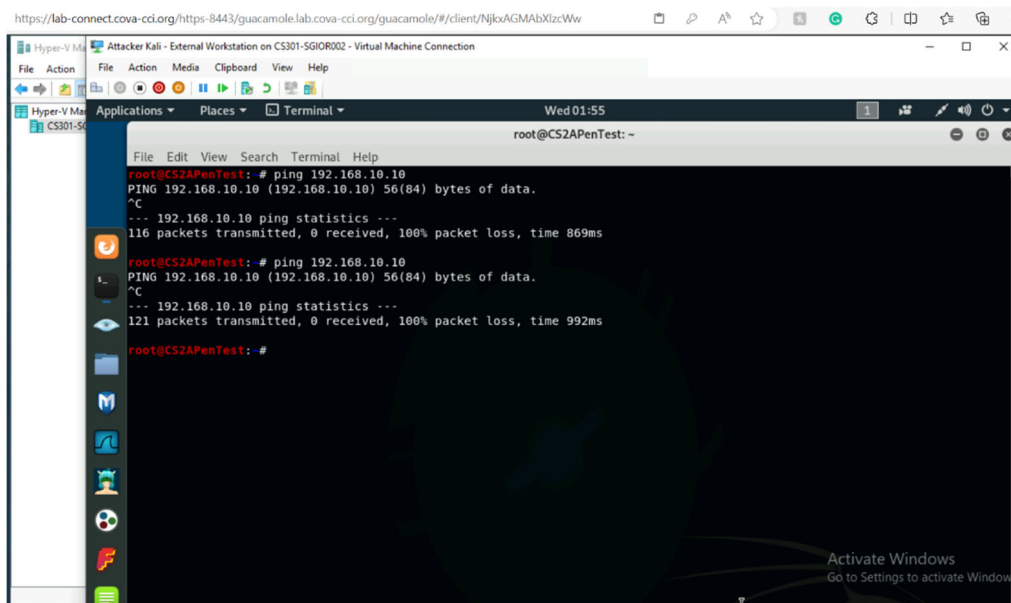 https://lab-connect.cova-cci.org/https-8443/guacamole.lab.cova-cci.org/guacamole/#/client/NjkxAGMAbXlzcWw
Hyper-V Ma
Attacker Kali - External Workstation on CS301-SGIOR002 - Virtual Machine Connection
File Action
File Action Media Clipboard View Help
Hyper-V Ma
CS301-SG
Applications Places Terminal Wed 01:55 1
root@CS2APenTest: ~
File Edit View Search Terminal Help
root@CS2APenTest:~# ping 192.168.10.10
PING 192.168.10.10 (192.168.10.10) 56(84) bytes of data.
^C
--- 192.168.10.10 ping statistics ---
116 packets transmitted, 0 received, 100% packet loss, time 869ms
root@CS2APenTest:~# ping 192.168.10.10
PING 192.168.10.10 (192.168.10.10) 56(84) bytes of data.
^C
--- 192.168.10.10 ping statistics ---
121 packets transmitted, 0 received, 100% packet loss, time 992ms
root@CS2APenTest:~#
Activate Windows
Go to Settings to activate Window